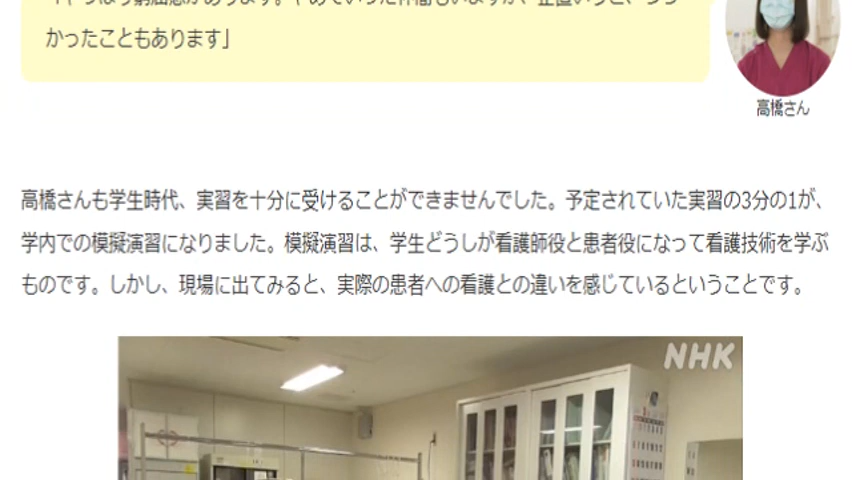 かったこともあります」
高橋さん
高橋さんも学生時代、実習を十分に受けることができませんでした。予定されていた実習の3分の1が、
学内での模擬演習になりました。模擬演習は、学生どうしが看護師役と患者役になって看護技術を学ぶ
ものです。しかし、現場に出てみると、実際の患者への看護との違いを感じているということです。
NHK